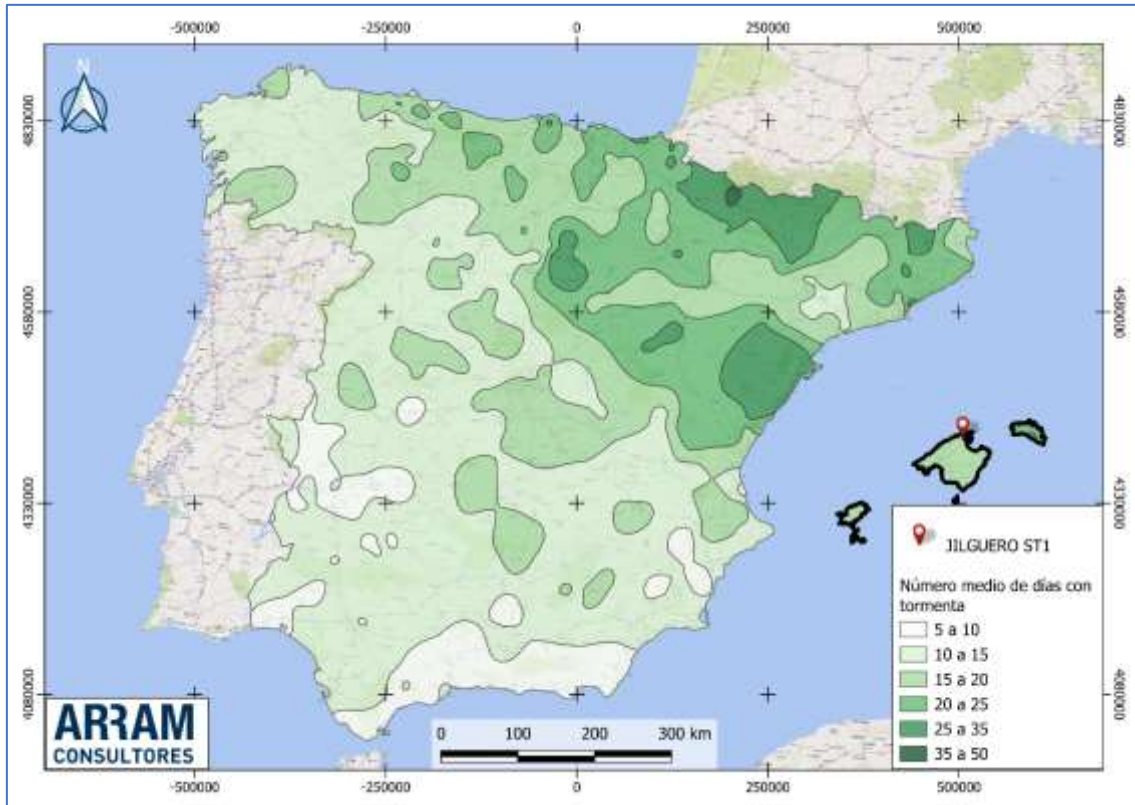 -500000 -250000 0 250000 500000
N
4830000 4830000
4580000 4580000
4330000 4330000
4080000 4080000
JILGUERO ST1
Número medio de días con
tormenta
5 a 10
10 a 15
15 a 20
20 a 25
25 a 35
35 a 50
ARRAM
CONSULTORES
0 100 200 300 km
-500000 -250000 0 250000 500000